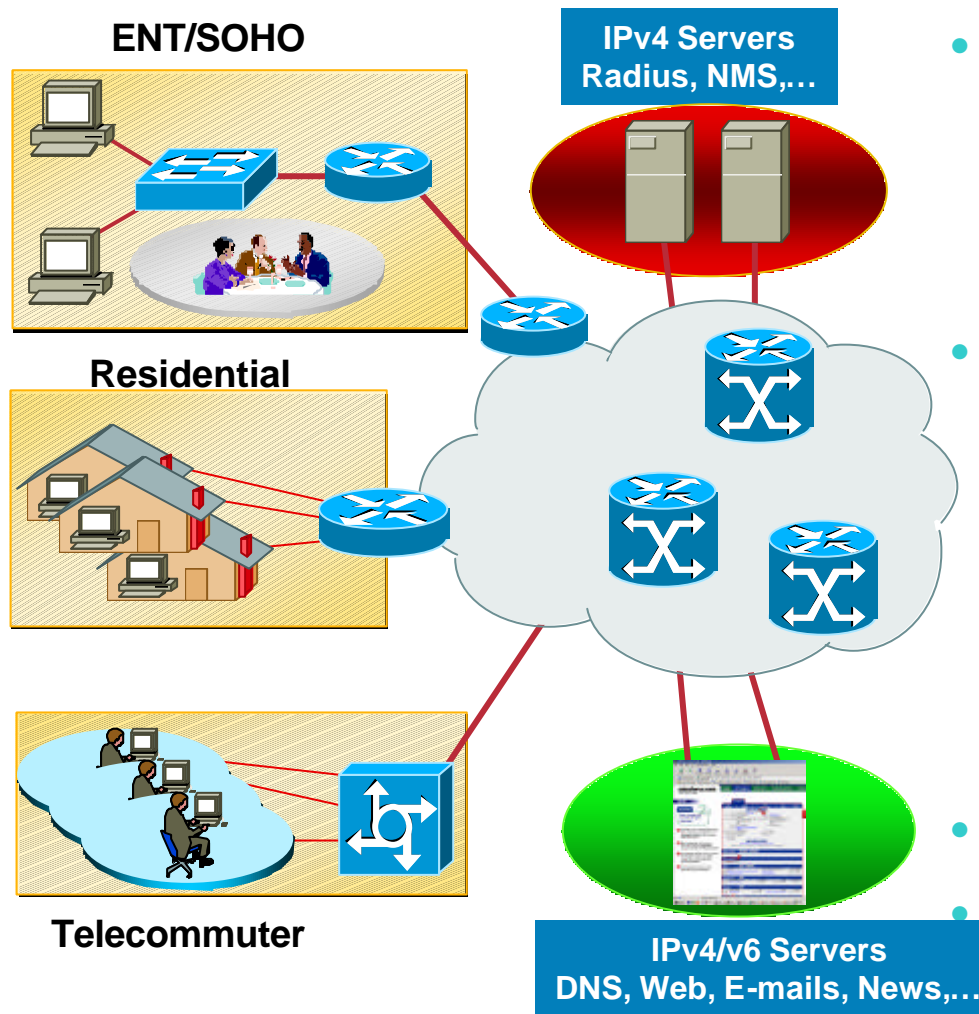 ENT/SOHO
IPv4 Servers
Radius, NMS,…
Residential
Telecommuter
IPv4/v6 Servers
DNS, Web, E-mails, News,…